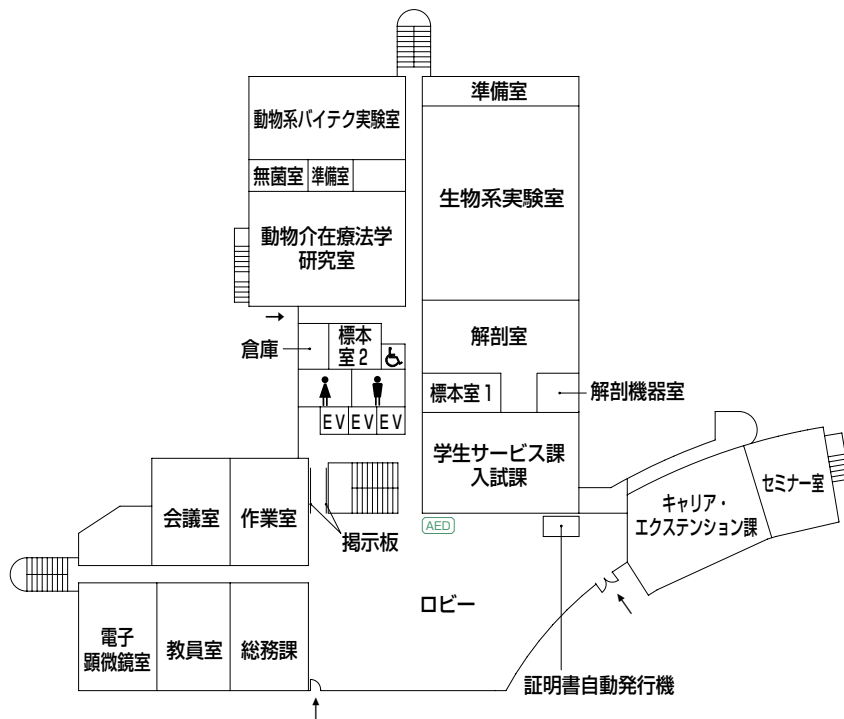 準備室
動物系バイテク実験室
無菌室
準備室
生物系実験室
動物介在療法学
研究室
解剖室
倉庫
標本
室2
標本室1
解剖機器室
EV
EV
EV
学生サービス課
入試課
会議室
作業室
掲示板
AED
キャリア・
エクステンション課
セミナー室
ロビー
電子
顕微鏡室
教員室
総務課
証明書自動発行機